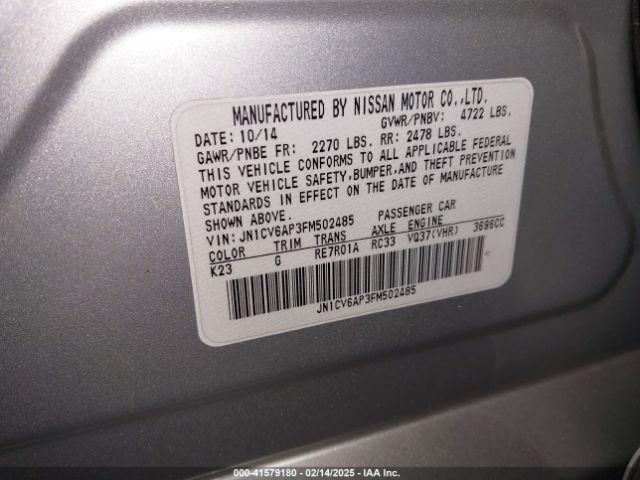 MANUFACTURED BY NISSAN MOTOR CO.,LTD.
DATE: 10/14 GVWR/PNBV: 4722 LBS.
GAWR/PNBE FR: 2270 LBS. RR: 2478 LBS.
THIS VEHICLE CONFORMS TO ALL APPLICABLE FEDERAL
MOTOR VEHICLE SAFETY,BUMPER,AND THEFT PREVENTION
STANDARDS IN EFFECT ON THE DATE OF MANUFACTURE
SHOWN ABOVE.
VIN: JN1CV6AP3FM502485 PASSENGER CAR
COLOR TRIM TRANS AXLE ENGINE
K23 G RE7R01A RC33 VQ37(VHR) 3696CC
JN1CV6AP3FM502485
000-41579180 - 02/14/2025 - IAA Inc.